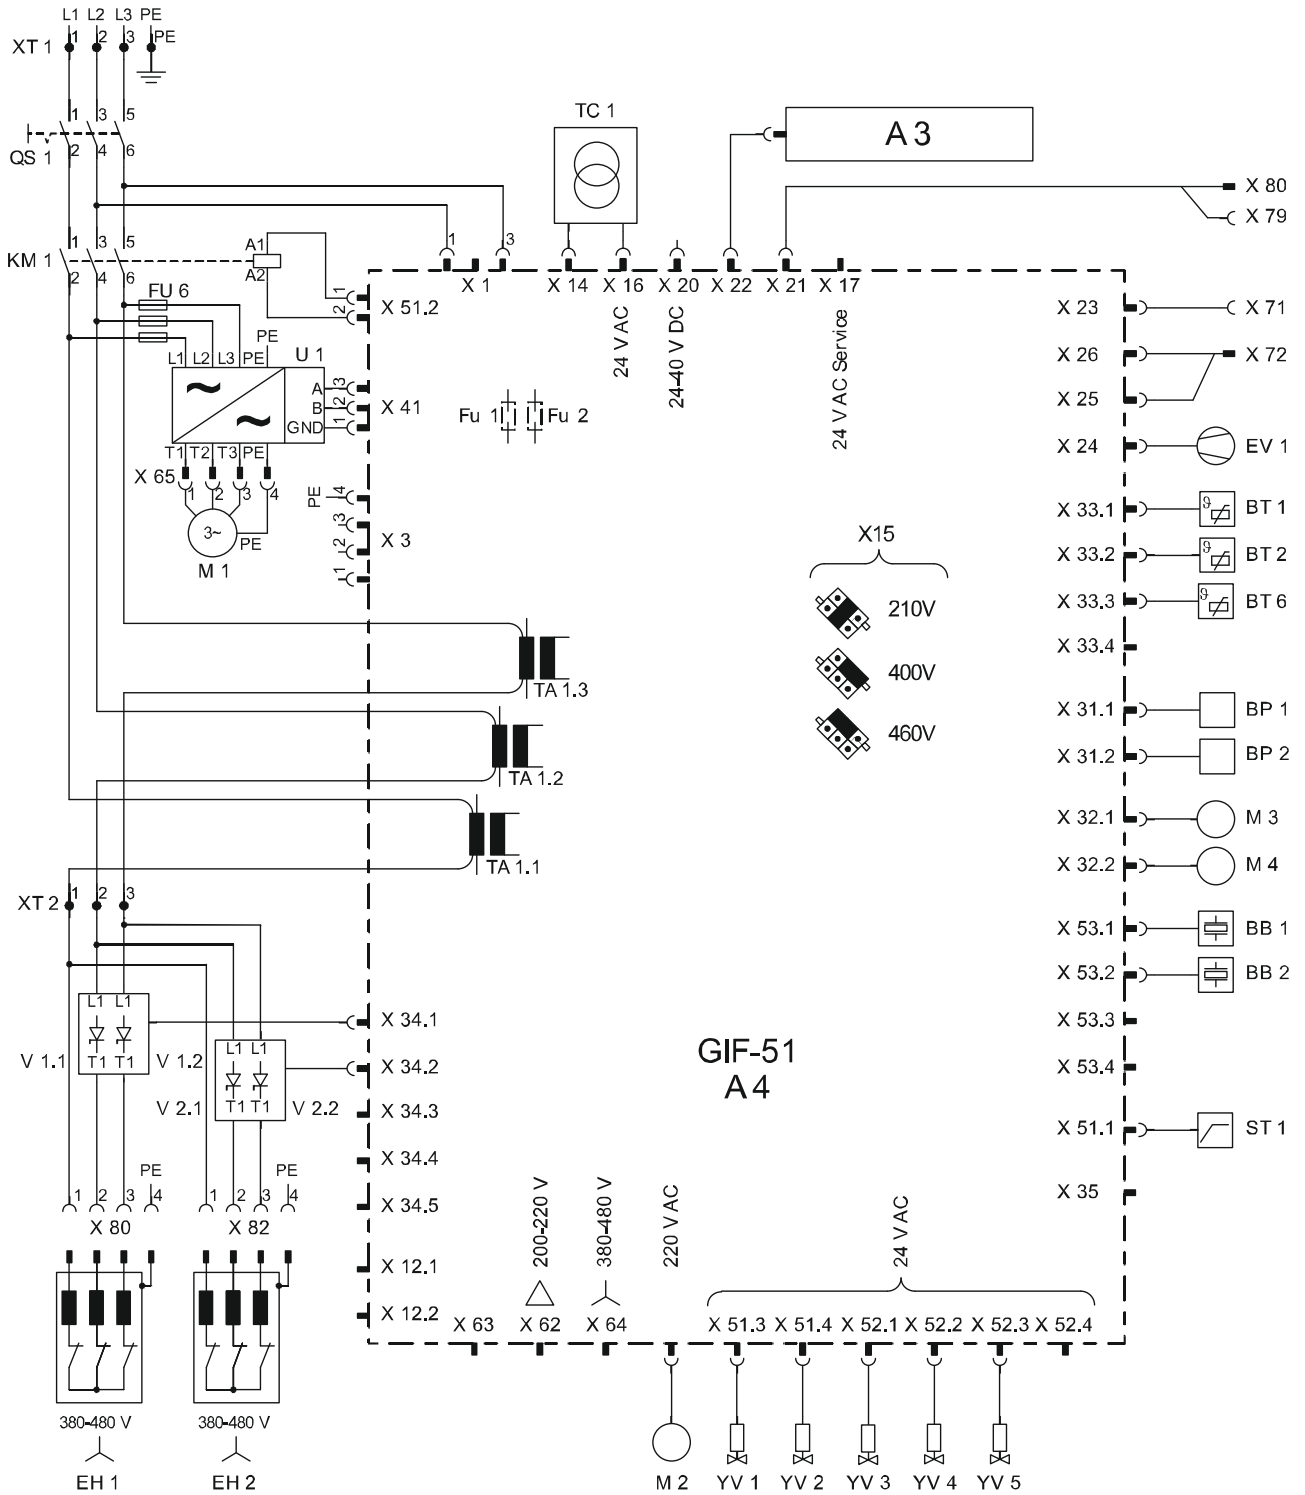 L1 L2 L3 PE
XT 1 1 2 3 PE
TC 1
A 3
1 3 5
QS 1 2 4 6
X 80
X 79
1 3 5
KM 1 2 4 6
A1
A2
1 3
X 1 X 14 X 16 X 20 X 22 X 21 X 17
24 V AC
24-40 V DC
24 V AC Service
FU 6
1
2
X 51.2
X 23 X 71
X 26 X 72
X 25
X 24 EV 1
L1 L2 L3 PE PE U 1
A 3
B 2
GND 1
X 41
Fu 1 Fu 2
T1 T2 T3 PE
X 65 1 2 3 4
3~
PE
M 1
PE 4
3
2
1
X 3
X 33.1 ϑ BT 1
X 33.2 ϑ BT 2
X 33.3 ϑ BT 6
X 33.4
X15
210V
400V
460V
TA 1.3
TA 1.2
TA 1.1
X 31.1 BP 1
X 31.2 BP 2
X 32.1 M 3
X 32.2 M 4
XT 2 1 2 3
X 53.1 BB 1
X 53.2 BB 2
X 53.3
X 53.4
X 51.1 ST 1
X 35
L1 L1
T1 T1
V 1.1 V 1.2
L1 L1
T1 T1
V 2.1 V 2.2
X 34.1
X 34.2
X 34.3
X 34.4
X 34.5
X 12.1
X 12.2
GIF-51
A 4
PE PE
1 2 3 4 1 2 3 4
X 80 X 82
200-220 V
380-480 V
220 V AC
24 V AC
X 63 X 62 X 64 X 51.3 X 51.4 X 52.1 X 52.2 X 52.3 X 52.4
380-480 V 380-480 V
EH 1 EH 2
M 2 YV 1 YV 2 YV 3 YV 4 YV 5